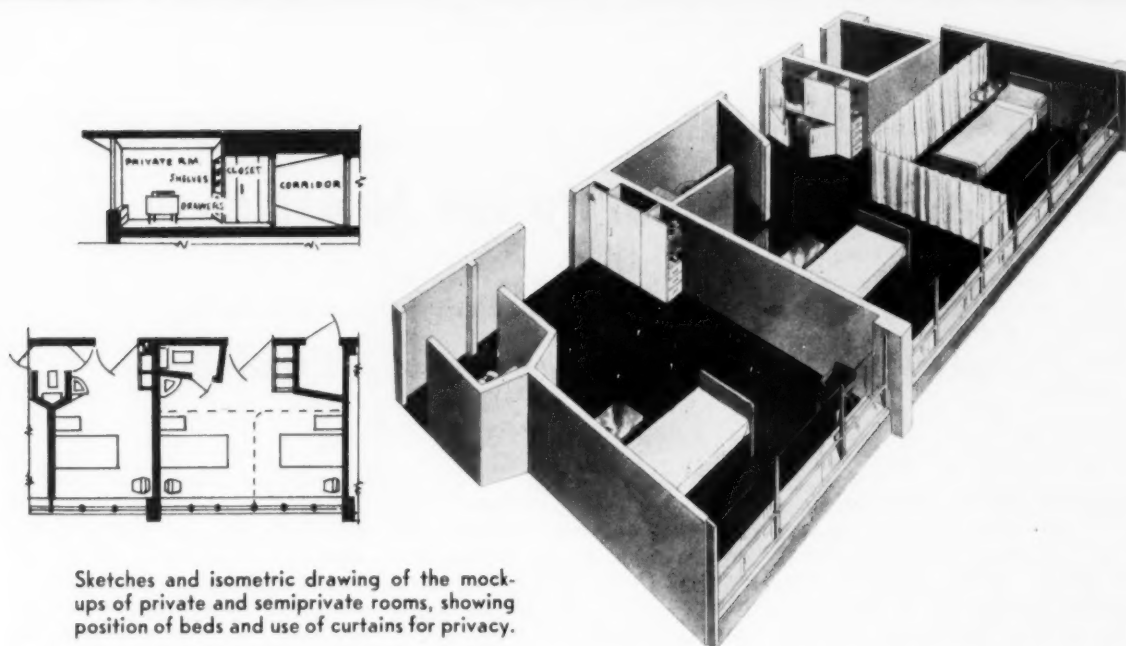 PRIVATE RM
SHELVES
CLOSET
DRAWERS
CORRIDOR
Sketches and isometric drawing of the mock-
ups of private and semiprivate rooms, showing
position of beds and use of curtains for privacy.